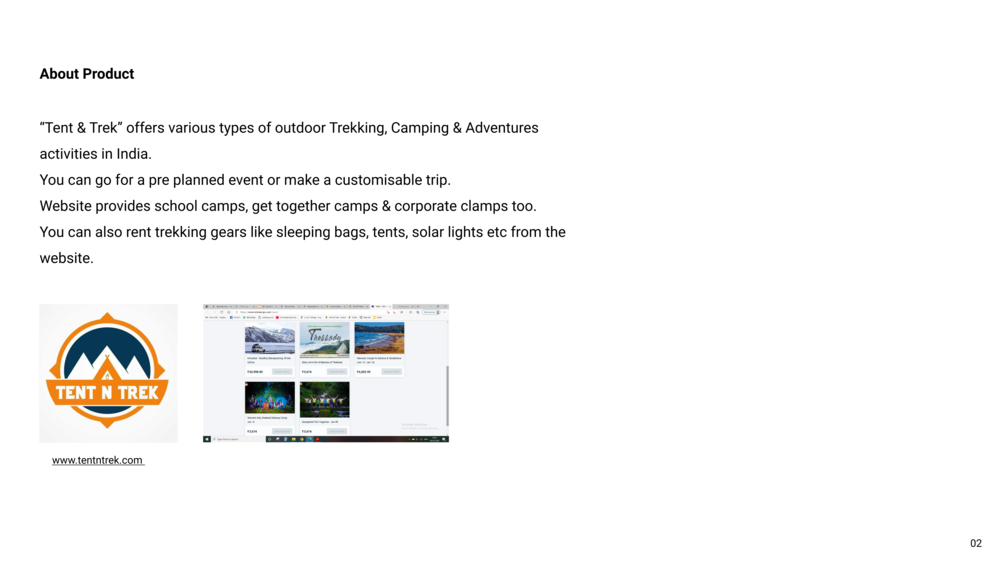 About Product
“Tent & Trek” offers various types of outdoor Trekking, Camping & Adventures
activities in India.
You can go for a pre planned event or make a customisable trip.
Website provides school camps, get together camps & corporate clamps too.
You can also rent trekking gears like sleeping bags, tents, solar lights etc from the
website.
TENT N TREK
www.tentntrek.com
02